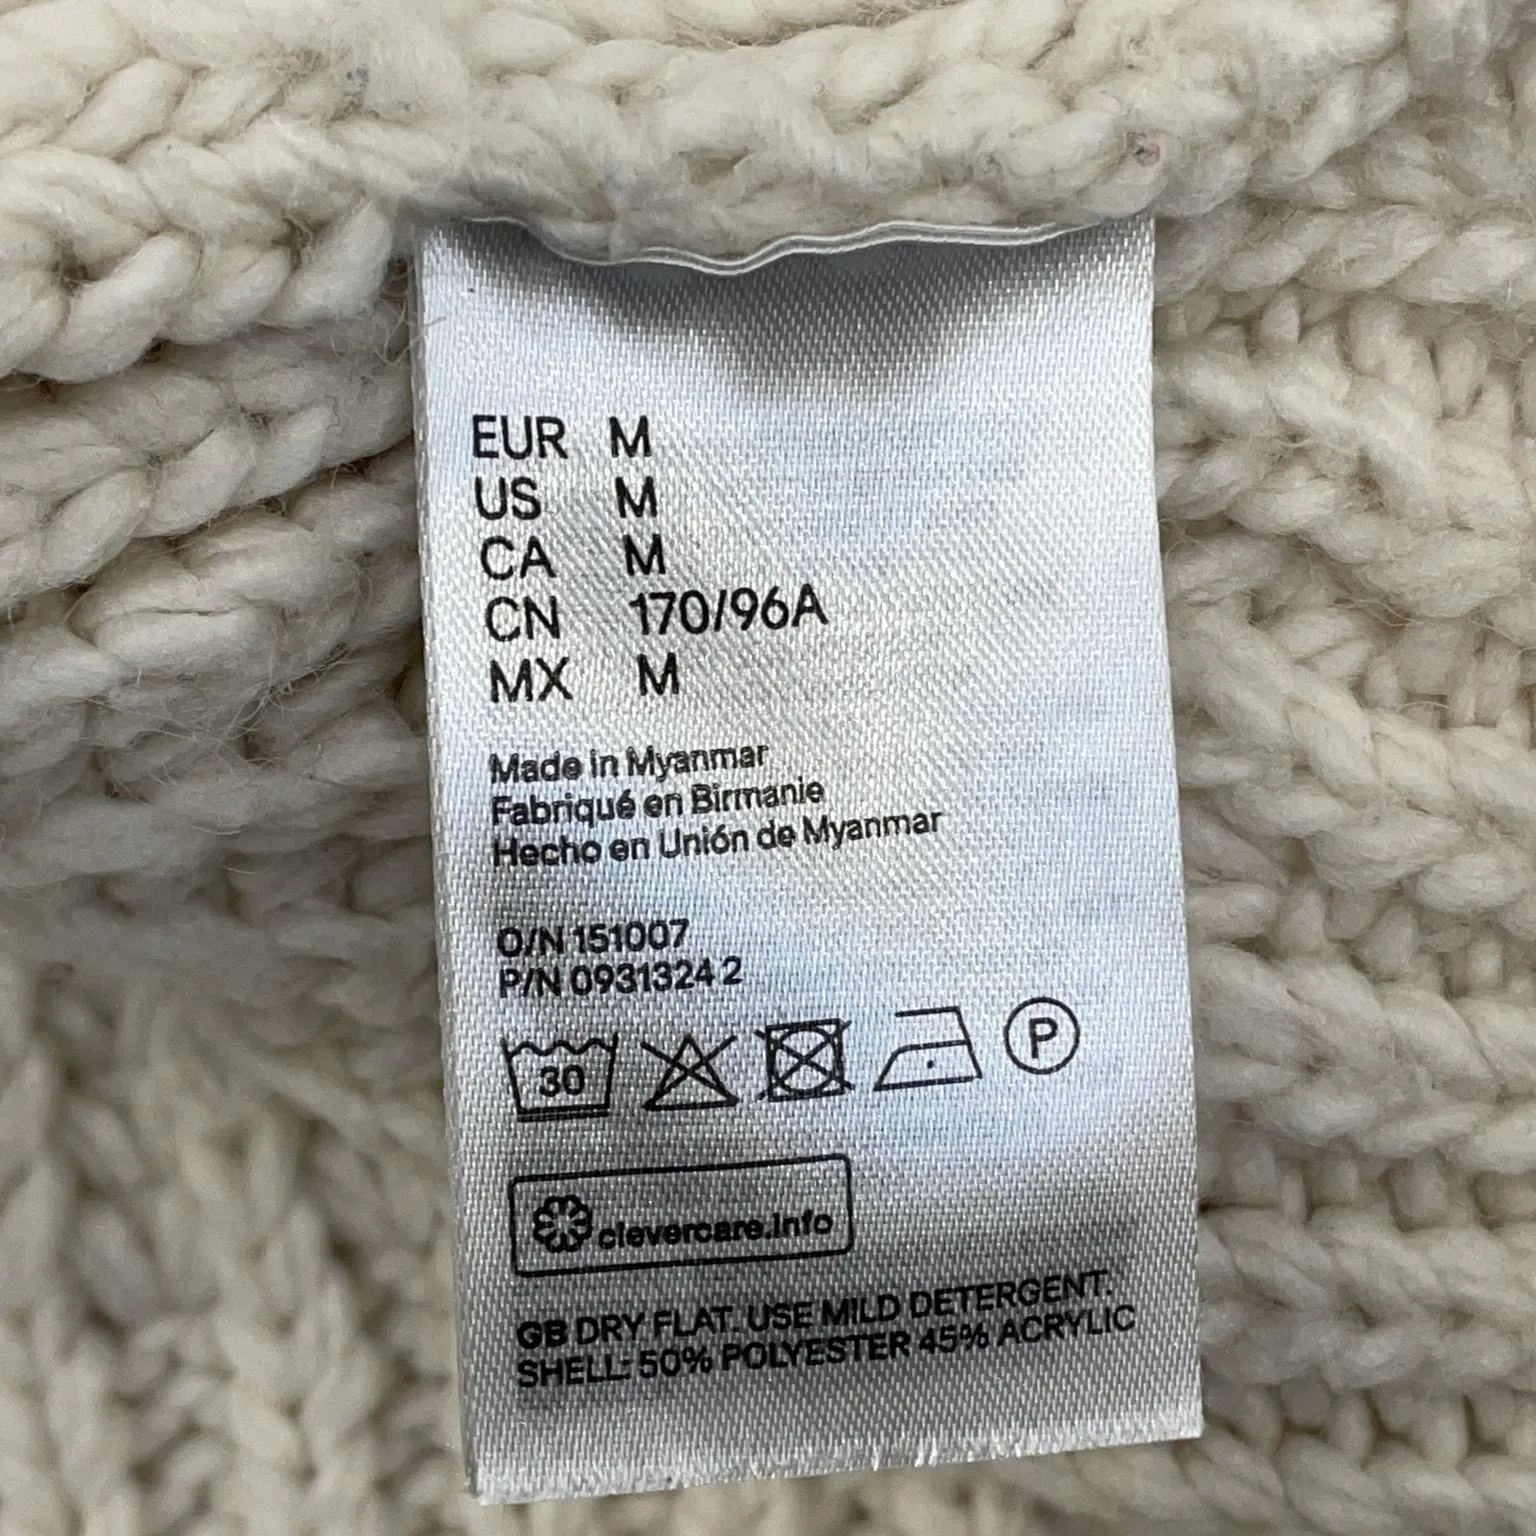 EUR M
US M
CA M
CN 170/96A
MX M
Made in Myanmar
Fabriqué en Birmanie
Hecho en Unión de Myanmar
O/N 151007
P/N 0931324 2
30 P
clevercare.info
GB DRY FLAT. USE MILD DETERGENT.
SHELL: 50% POLYESTER 45% ACRYLIC